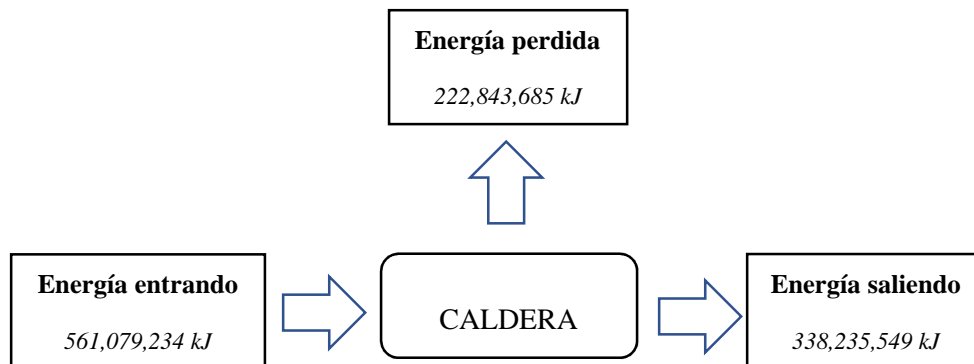 Energía perdida
222,843,685 kJ
Energía entrando
561,079,234 kJ
CALDERA
Energía saliendo
338,235,549 kJ